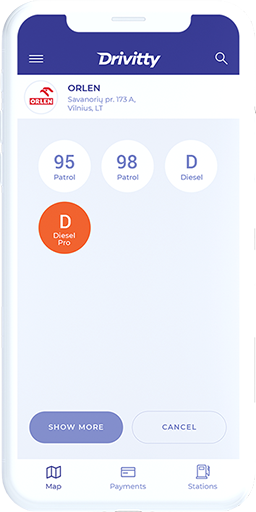 Drivitty
ORLEN
ORLEN
Savanorių pr. 173 A,
Vilnius, LT
95
Patrol
98
Patrol
D
Diesel
D
Diesel
Pro
SHOW MORE
CANCEL
Map
Payments
Stations